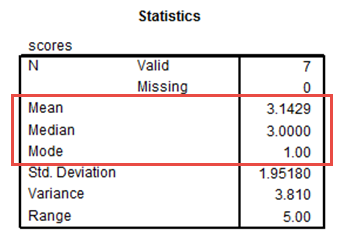 Statistics
scores
N Valid 7
Missing 0
Mean 3.1429
Median 3.0000
Mode 1.00
Std. Deviation 1.95180
Variance 3.810
Range 5.00